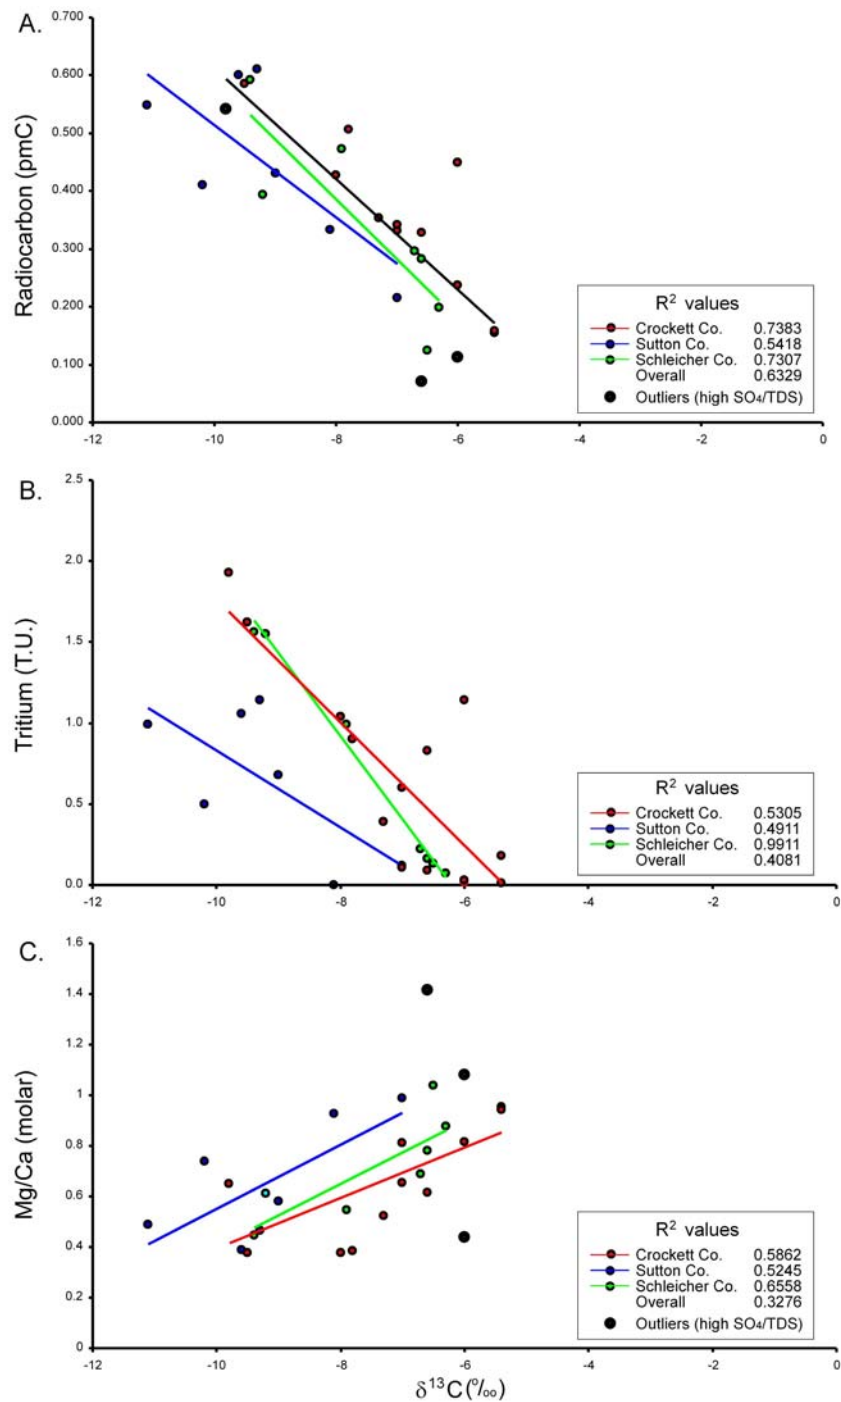 A.
0.700
0.600
0.500
0.400
0.300
0.200
0.100
0.000
Radiocarbon (pmC)
-12 -10 -8 -6 -4 -2 0
R² values
Crockett Co. 0.7383
Sutton Co. 0.5418
Schleicher Co. 0.7307
Overall 0.6329
Outliers (high SO₄/TDS)
B.
2.5
2.0
1.5
1.0
0.5
0.0
Tritium (T.U.)
-12 -10 -8 -6 -4 -2 0
R² values
Crockett Co. 0.5305
Sutton Co. 0.4911
Schleicher Co. 0.9911
Overall 0.4081
C.
1.6
1.4
1.2
1.0
0.8
0.6
0.4
0.2
0
Mg/Ca (molar)
-12 -10 -8 -6 -4 -2 0
R² values
Crockett Co. 0.5862
Sutton Co. 0.5245
Schleicher Co. 0.6558
Overall 0.3276
Outliers (high SO₄/TDS)
δ¹³C(‰)